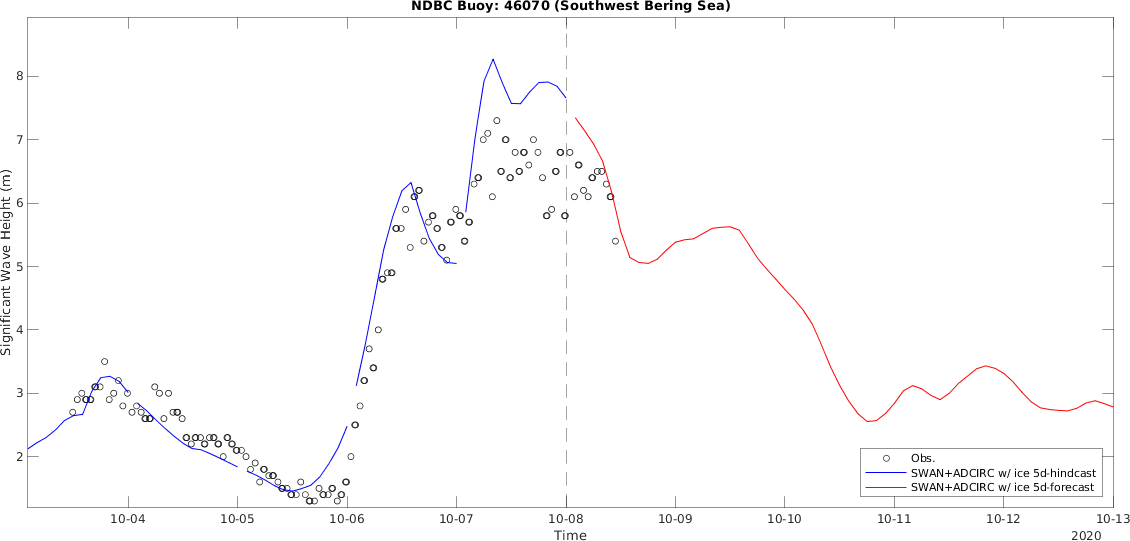 NDBC Buoy: 46070 (Southwest Bering Sea)
8
7
6
5
4
3
2
Significant Wave Height (m)
Obs.
SWAN+ADCIRC w/ ice 5d-hindcast
SWAN+ADCIRC w/ ice 5d-forecast
10-04 10-05 10-06 10-07 10-08 10-09 10-10 10-11 10-12 10-13
Time
2020